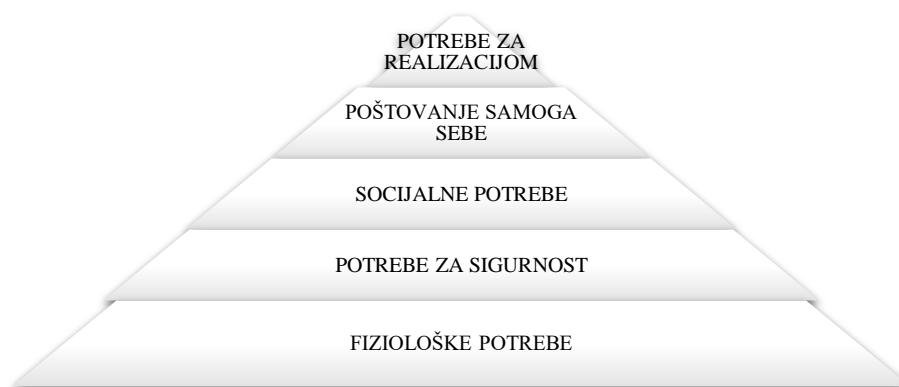 POTREBE ZA
REALIZACIJOM
POŠTOVANJE SAMOGA
SEBE
SOCIJALNE POTREBE
POTREBE ZA SIGURNOST
FIZIOLOŠKE POTREBE